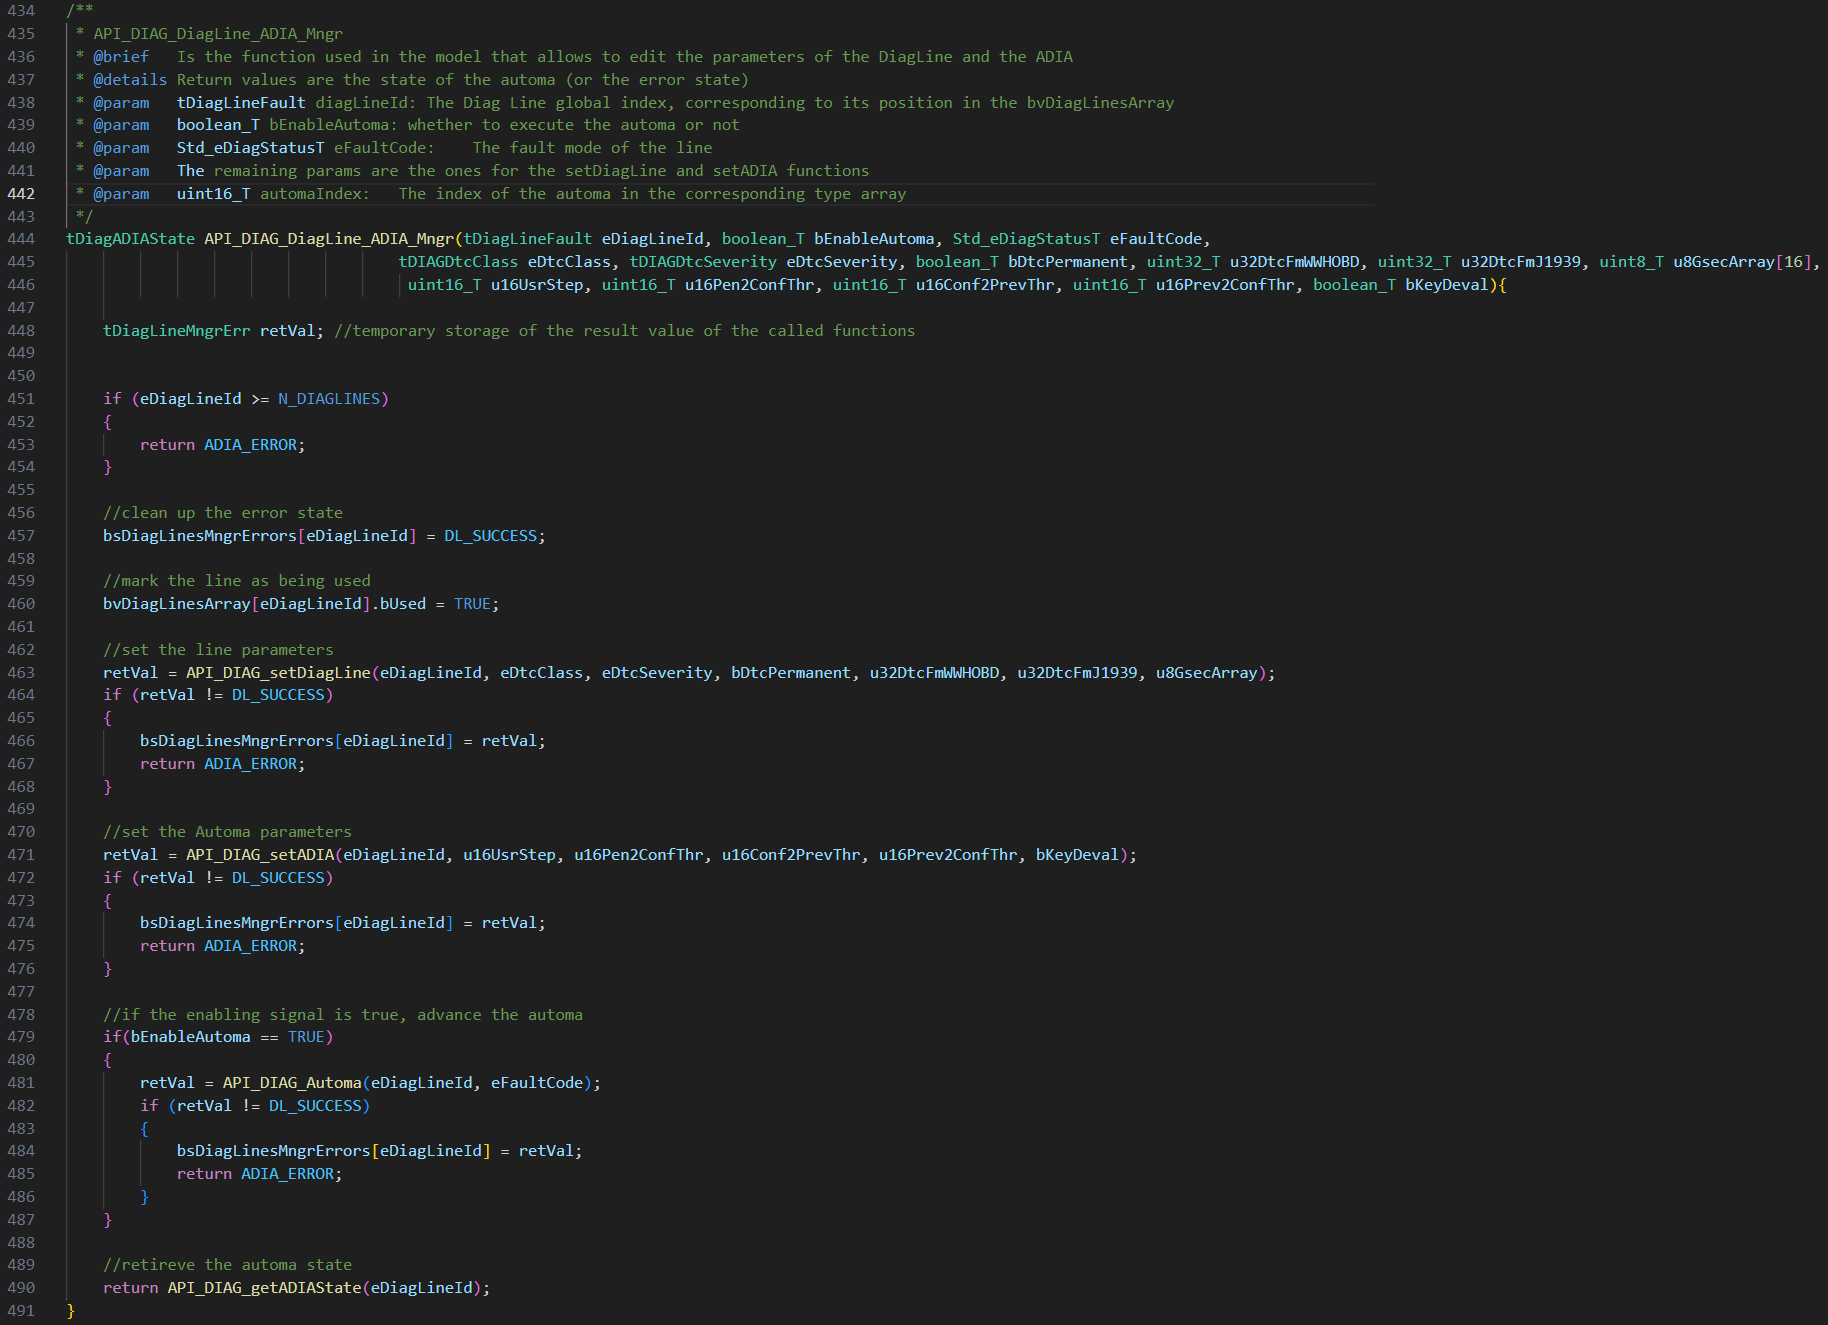 434 /**
435 * API_DIAG_DiagLine_ADIA_Mngr
436 * @brief   Is the function used in the model that allows to edit the parameters of the DiagLine and the ADIA
437 * @details Return values are the state of the automa (or the error state)
438 * @param   tDiagLineFault diagLineId: The Diag Line global index, corresponding to its position in the bvDiagLinesArray
439 * @param   boolean_T bEnableAutoma: whether to execute the automa or not
440 * @param   Std_eDiagStatusT eFaultCode:    The fault mode of the line
441 * @param   The remaining params are the ones for the setDiagLine and setADIA functions
442 * @param   uint16_T automaIndex:   The index of the automa in the corresponding type array
443 */
444 tDiagADIAState API_DIAG_DiagLine_ADIA_Mngr(tDiagLineFault eDiagLineId, boolean_T bEnableAutoma, Std_eDiagStatusT eFaultCode,
445 tDIAGDtcClass eDtcClass, tDIAGDtcSeverity eDtcSeverity, boolean_T bDtcPermanent, uint32_T u32DtcFmWWHOBD, uint32_T u32DtcFmJ1939, uint8_T u8GsecArray[16],
446 uint16_T u16UsrStep, uint16_T u16Pen2ConfThr, uint16_T u16Conf2PrevThr, uint16_T u16Prev2ConfThr, boolean_T bKeyDeval){
447
448 tDiagLineMngrErr retVal; //temporary storage of the result value of the called functions
449
450
451 if (eDiagLineId >= N_DIAGLINES)
452 {
453 return ADIA_ERROR;
454 }
455
456 //clean up the error state
457 bsDiagLinesMngrErrors[eDiagLineId] = DL_SUCCESS;
458
459 //mark the line as being used
460 bvDiagLinesArray[eDiagLineId].bUsed = TRUE;
461
462 //set the line parameters
463 retVal = API_DIAG_setDiagLine(eDiagLineId, eDtcClass, eDtcSeverity, bDtcPermanent, u32DtcFmWWHOBD, u32DtcFmJ1939, u8GsecArray);
464 if (retVal != DL_SUCCESS)
465 {
466 bsDiagLinesMngrErrors[eDiagLineId] = retVal;
467 return ADIA_ERROR;
468 }
469
470 //set the Automa parameters
471 retVal = API_DIAG_setADIA(eDiagLineId, u16UsrStep, u16Pen2ConfThr, u16Conf2PrevThr, u16Prev2ConfThr, bKeyDeval);
472 if (retVal != DL_SUCCESS)
473 {
474 bsDiagLinesMngrErrors[eDiagLineId] = retVal;
475 return ADIA_ERROR;
476 }
477
478 //if the enabling signal is true, advance the automa
479 if(bEnableAutoma == TRUE)
480 {
481 retVal = API_DIAG_Automa(eDiagLineId, eFaultCode);
482 if (retVal != DL_SUCCESS)
483 {
484 bsDiagLinesMngrErrors[eDiagLineId] = retVal;
485 return ADIA_ERROR;
486 }
487 }
488
489 //retireve the automa state
490 return API_DIAG_getADIAState(eDiagLineId);
491 }